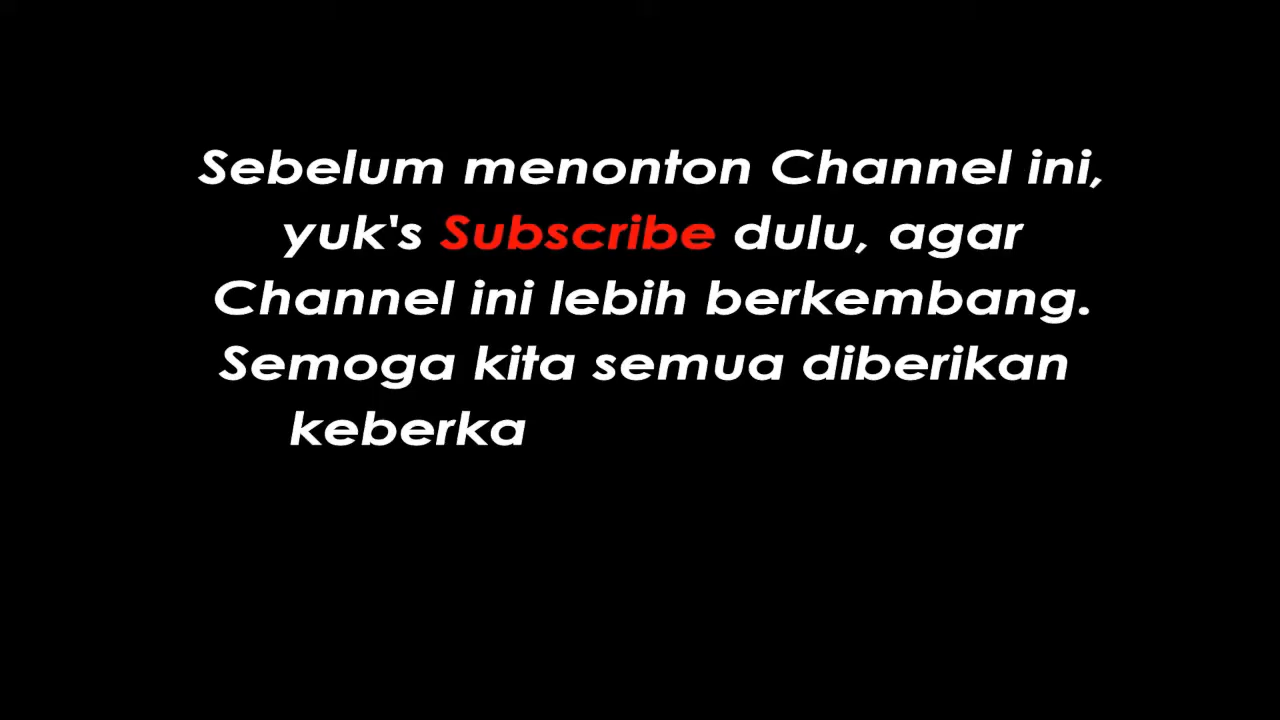 Sebelum menonton Channel ini,
yuk's Subscribe dulu, agar
Channel ini lebih berkembang.
Semoga kita semua diberikan
keberka